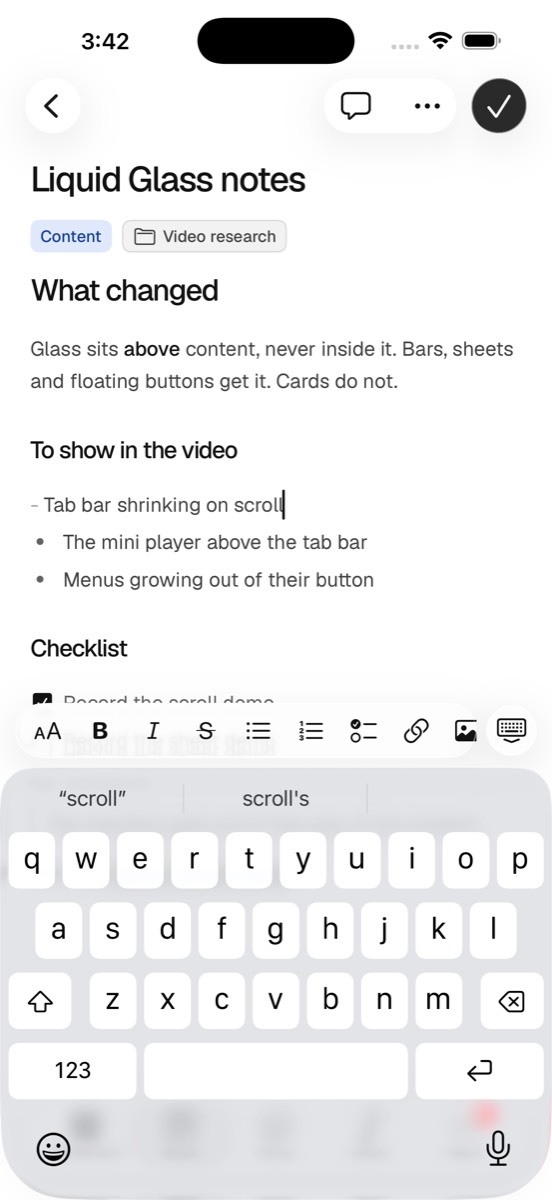 3:42
Liquid Glass notes
Content Video research
What changed
Glass sits above content, never inside it. Bars, sheets
and floating buttons get it. Cards do not.
To show in the video
- Tab bar shrinking on scroll
• The mini player above the tab bar
• Menus growing out of their button
Checklist
Record the scroll demo
AA B I S
“scroll” scroll's
q w e r t y u i o p
a s d f g h j k l
z x c v b n m
123